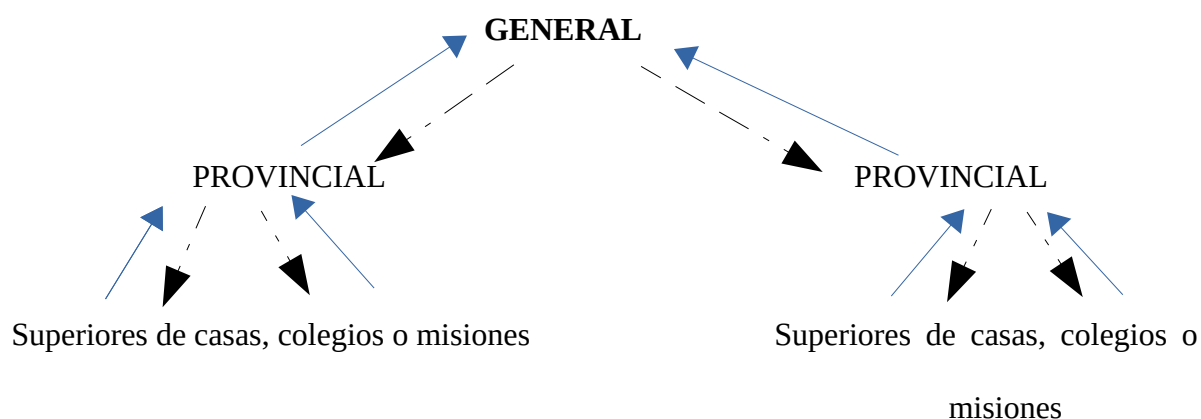 GENERAL
PROVINCIAL
PROVINCIAL
Superiores de casas, colegios o misiones
Superiores de casas, colegios o
misiones